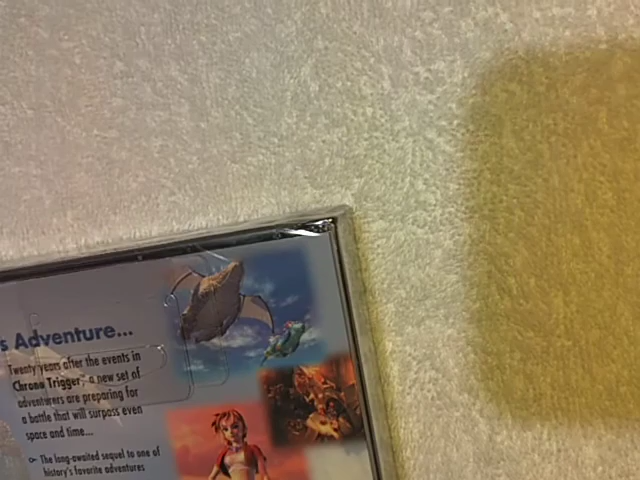 s Adventure...
Twenty years after the events in
Chrono Trigger, a new set of
adventurers are preparing for
a battle that will surpass even
space and time...
The long-awaited sequel to one of
history's favorite adventures